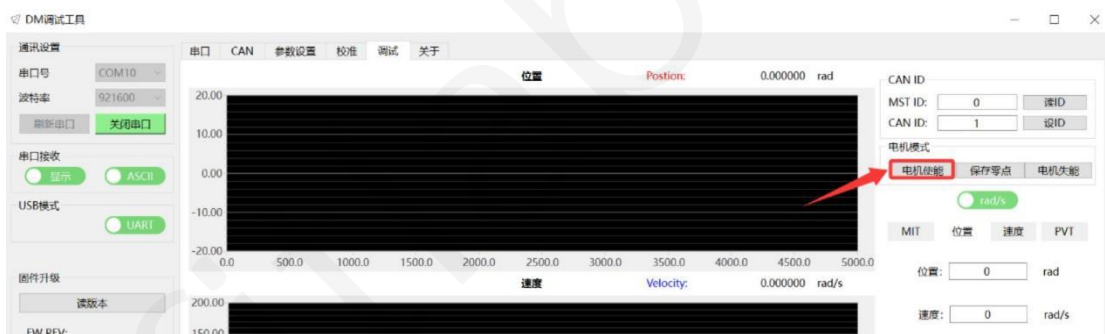 DM调试工具
通讯设置
串口号 COM10
波特率 921600
刷新串口 关闭串口
串口接收
显示 ASCII
USB模式
UART
固件升级
读版本
FW REV:
串口 CAN 参数设置 校准 调试 关于
位置 Postion: 0.000000 rad
20.00
10.00
0.00
-10.00
-20.00
0.0 500.0 1000.0 1500.0 2000.0 2500.0 3000.0 3500.0 4000.0 4500.0 5000.0
速度 Velocity: 0.000000 rad/s
200.00
150.00
CAN ID
MST ID: 0 读ID
CAN ID: 1 设ID
电机模式
电机使能 保存零点 电机失能
rad/s
MIT 位置 速度 PVT
位置: 0 rad
速度: 0 rad/s